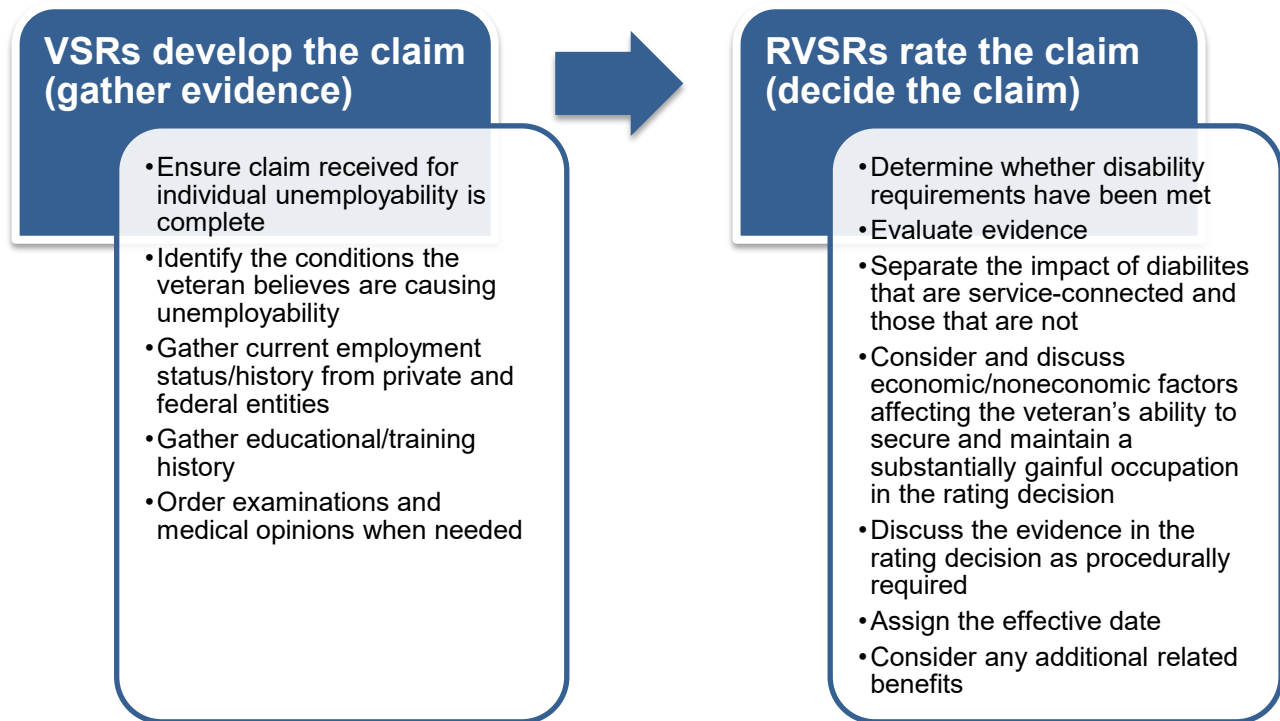 VSRs develop the claim
(gather evidence)
•Ensure claim received for
individual unemployability is
complete
•Identify the conditions the
veteran believes are causing
unemployability
•Gather current employment
status/history from private and
federal entities
•Gather educational/training
history
•Order examinations and
medical opinions when needed
RVSRs rate the claim
(decide the claim)
•Determine whether disability
requirements have been met
•Evaluate evidence
•Separate the impact of diabilites
that are service-connected and
those that are not
•Consider and discuss
economic/noneconomic factors
affecting the veteran’s ability to
secure and maintain a
substantially gainful occupation
in the rating decision
•Discuss the evidence in the
rating decision as procedurally
required
•Assign the effective date
•Consider any additional related
benefits